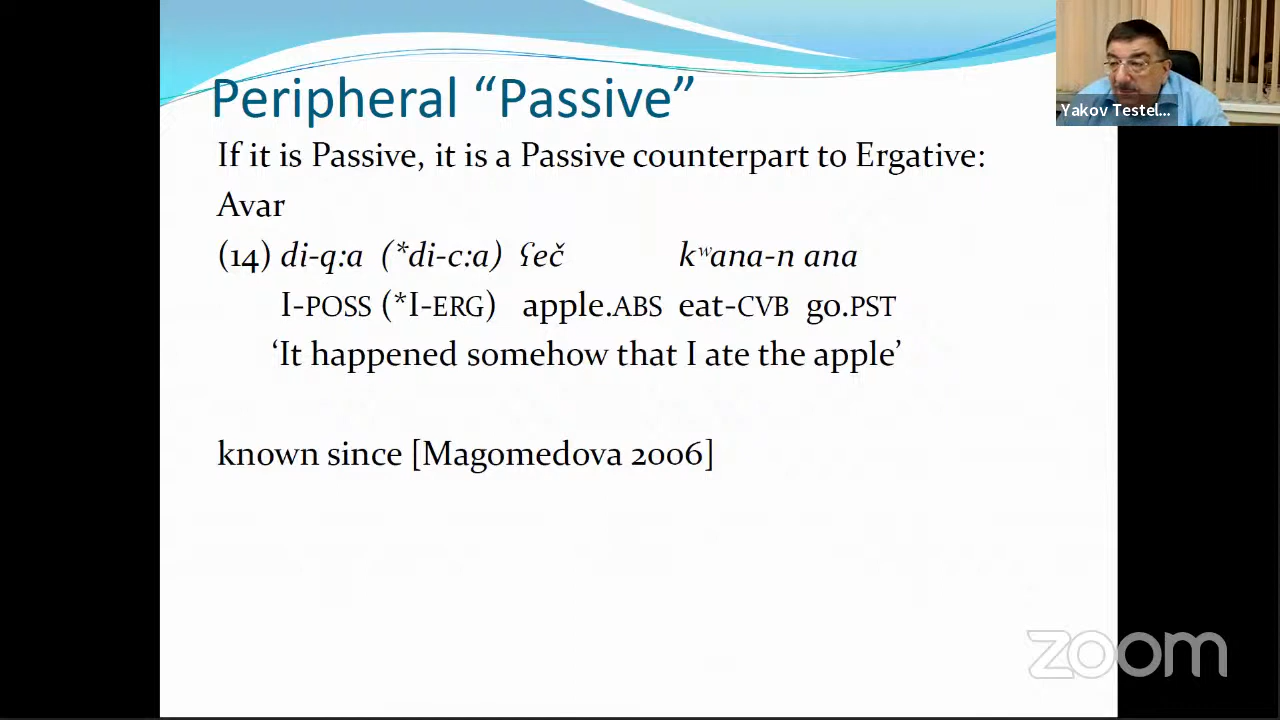 Peripheral “Passive”
Yakov Testel...
If it is Passive, it is a Passive counterpart to Ergative:
Avar
(14) di-q:a (*di-c:a) ʕeč kʷana-n ana
I-POSS (*I-ERG) apple.ABS eat-CVB go.PST
‘It happened somehow that I ate the apple’
known since [Magomedova 2006]
zoom